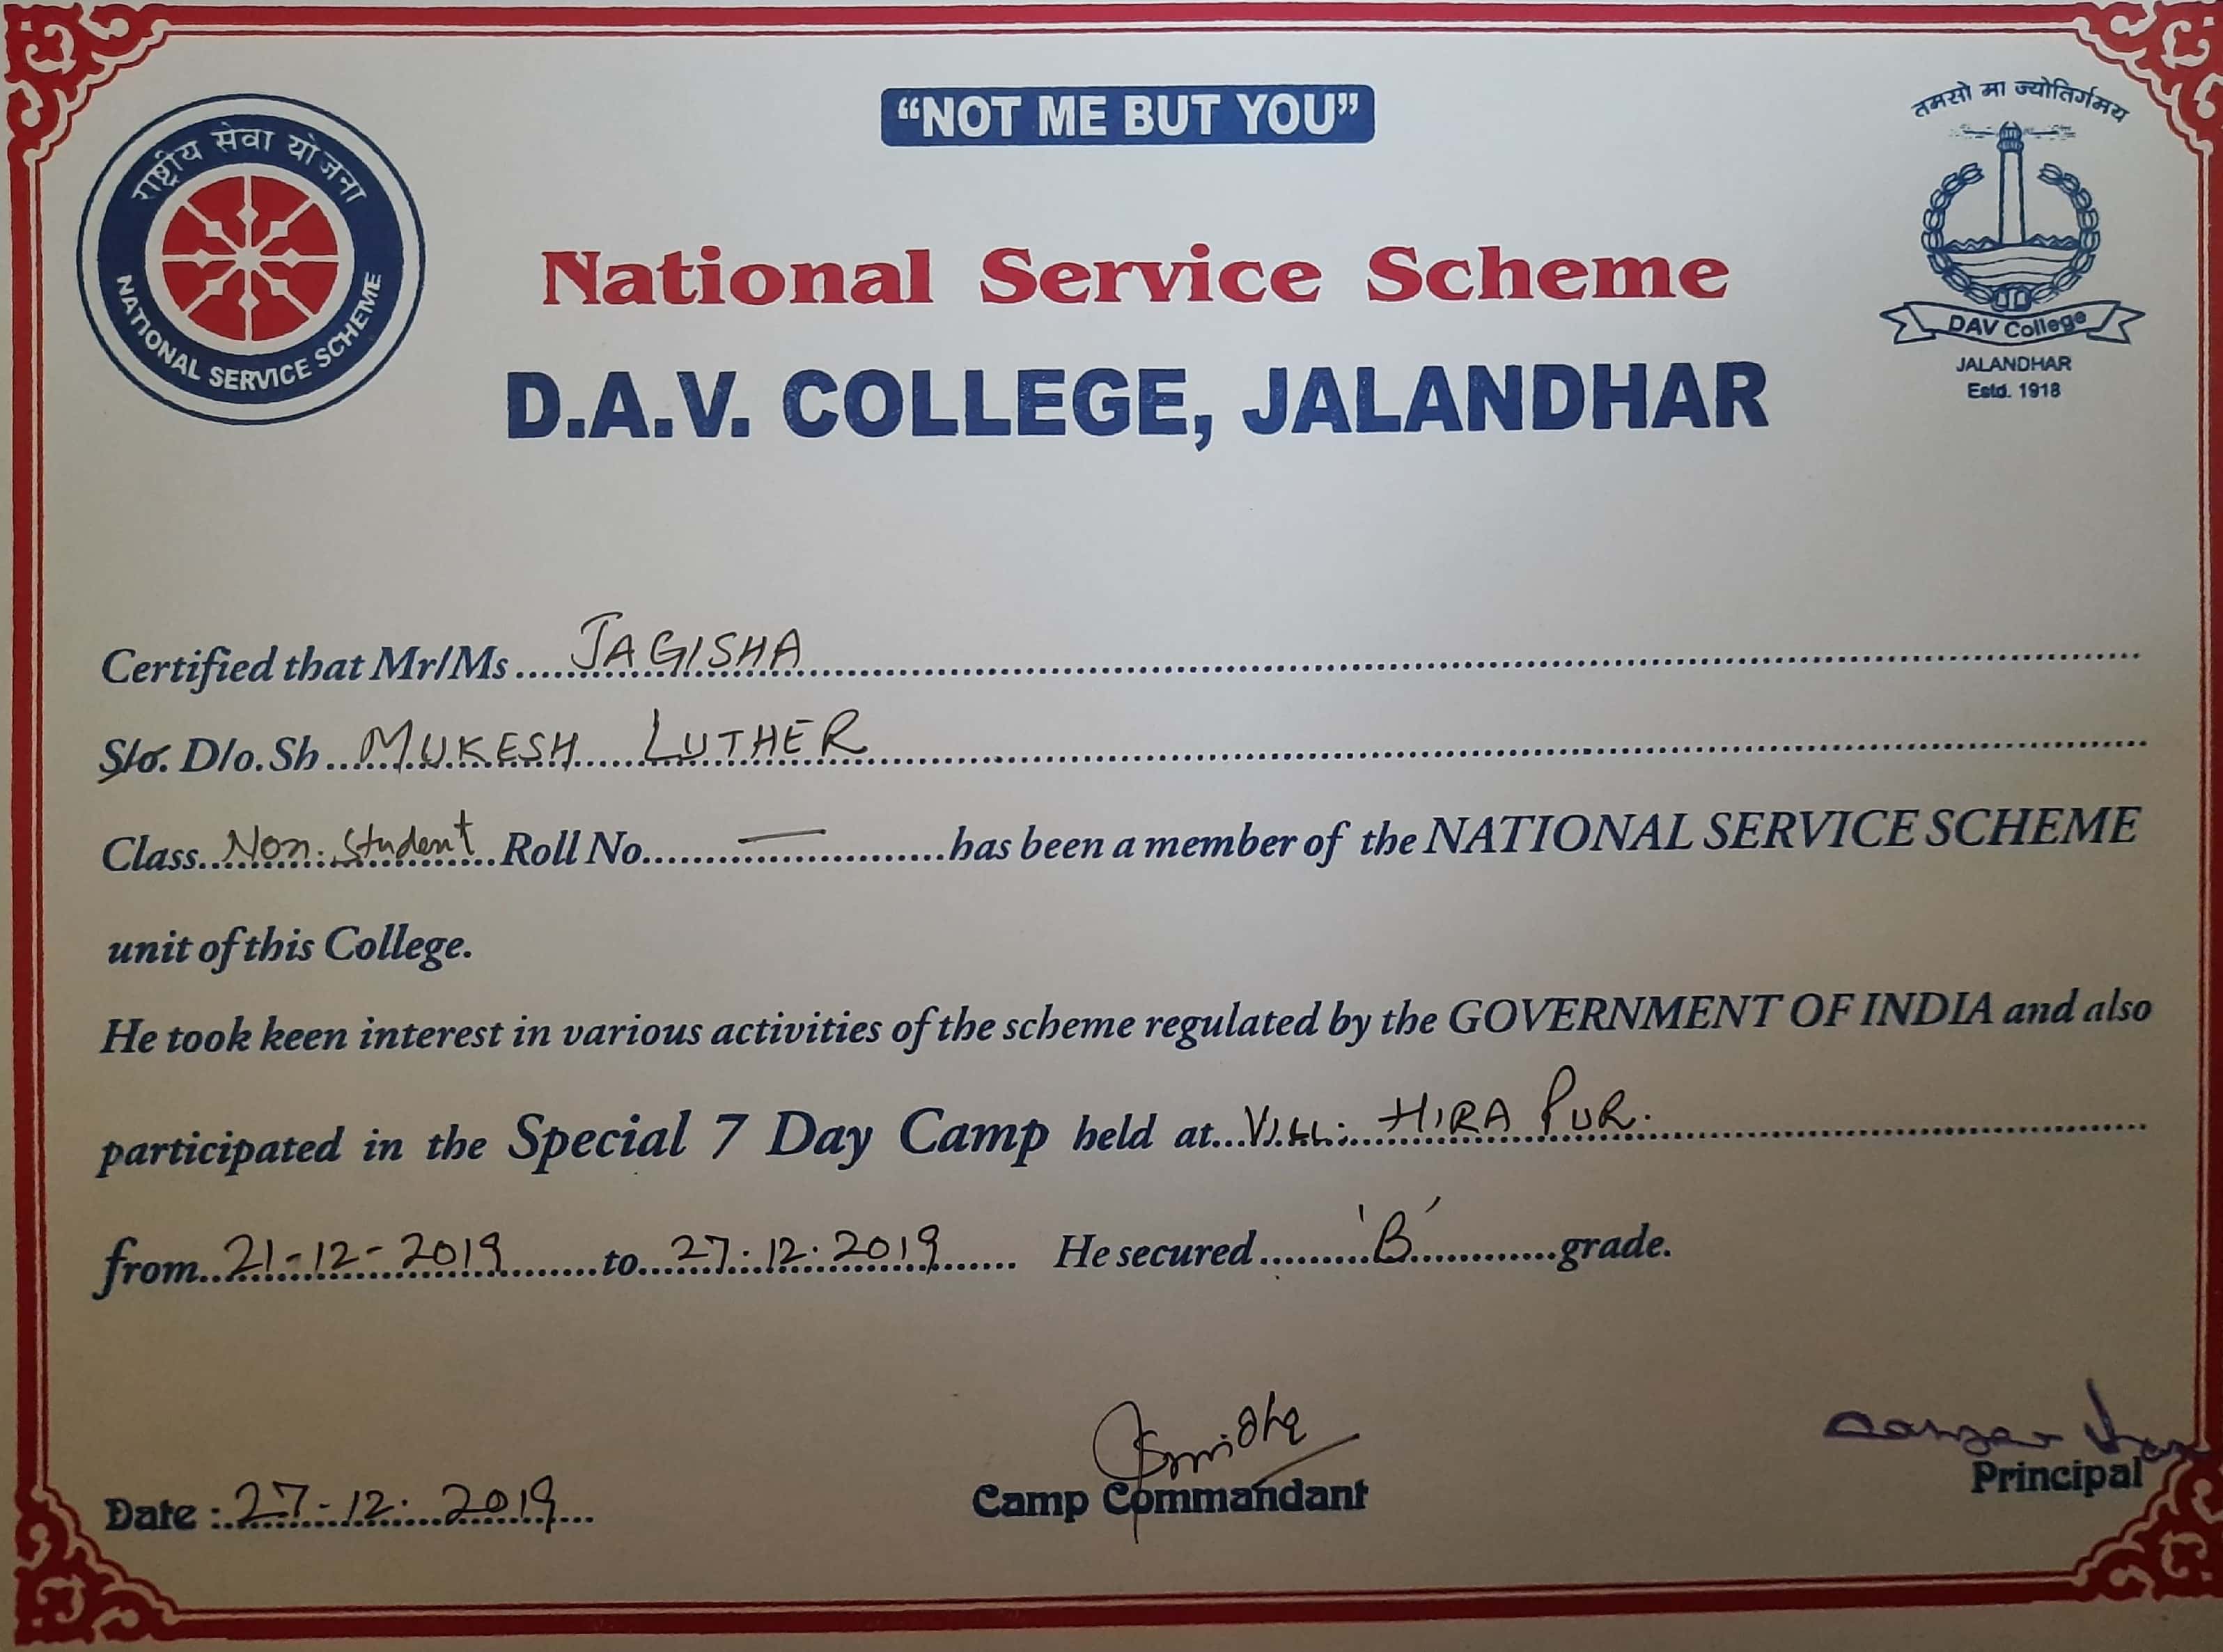 "NOT ME BUT YOU"
राष्ट्रीय सेवा योजना
NATIONAL SERVICE SCHEME
तमसो मा ज्योतिर्गमय
DAV College
JALANDHAR
Estd. 1918
National Service Scheme
D.A.V. COLLEGE, JALANDHAR
Certified that Mr/Ms JAGISHA
S/o. D/o. Sh MUKESH LUTHER
Class Non-Student Roll No. — has been a member of the NATIONAL SERVICE SCHEME
unit of this College.
He took keen interest in various activities of the scheme regulated by the GOVERNMENT OF INDIA and also
participated in the Special 7 Day Camp held at VILL: HIRA PUR.
from 21-12-2019 to 27.12.2019 He secured 'B' grade.
Date : 27-12. 2019
Camp Commandant
Principal